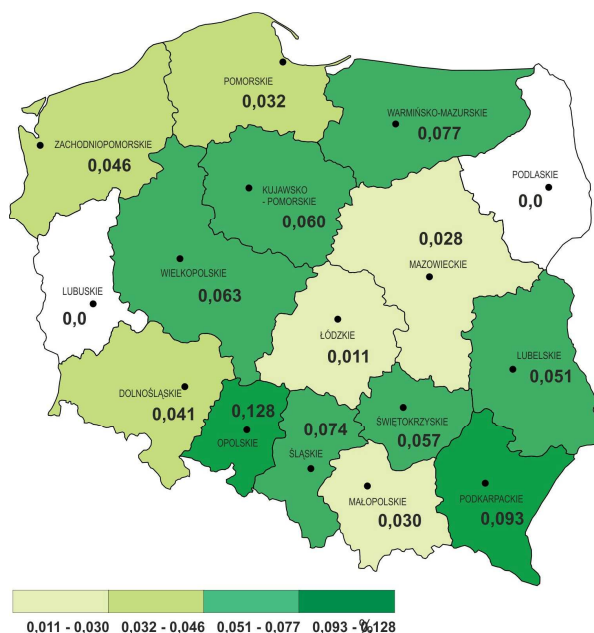 POMORSKIE
0,032
WARMIŃSKO-MAZURSKIE
0,077
ZACHODNIOPOMORSKIE
0,046
KUJAWSKO
- POMORSKIE
0,060
PODLASKIE
0,0
0,028
MAZOWIECKIE
WIELKOPOLSKIE
0,063
LUBUSKIE
0,0
ŁÓDZKIE
0,011
LUBELSKIE
0,051
DOLNOŚLĄSKIE
0,041
0,128
OPOLSKIE
0,074
ŚLĄSKIE
ŚWIĘTOKRZYSKIE
0,057
MAŁOPOLSKIE
0,030
PODKARPACKIE
0,093
0,011 - 0,030 0,032 - 0,046 0,051 - 0,077 0,093 - 0,128
%